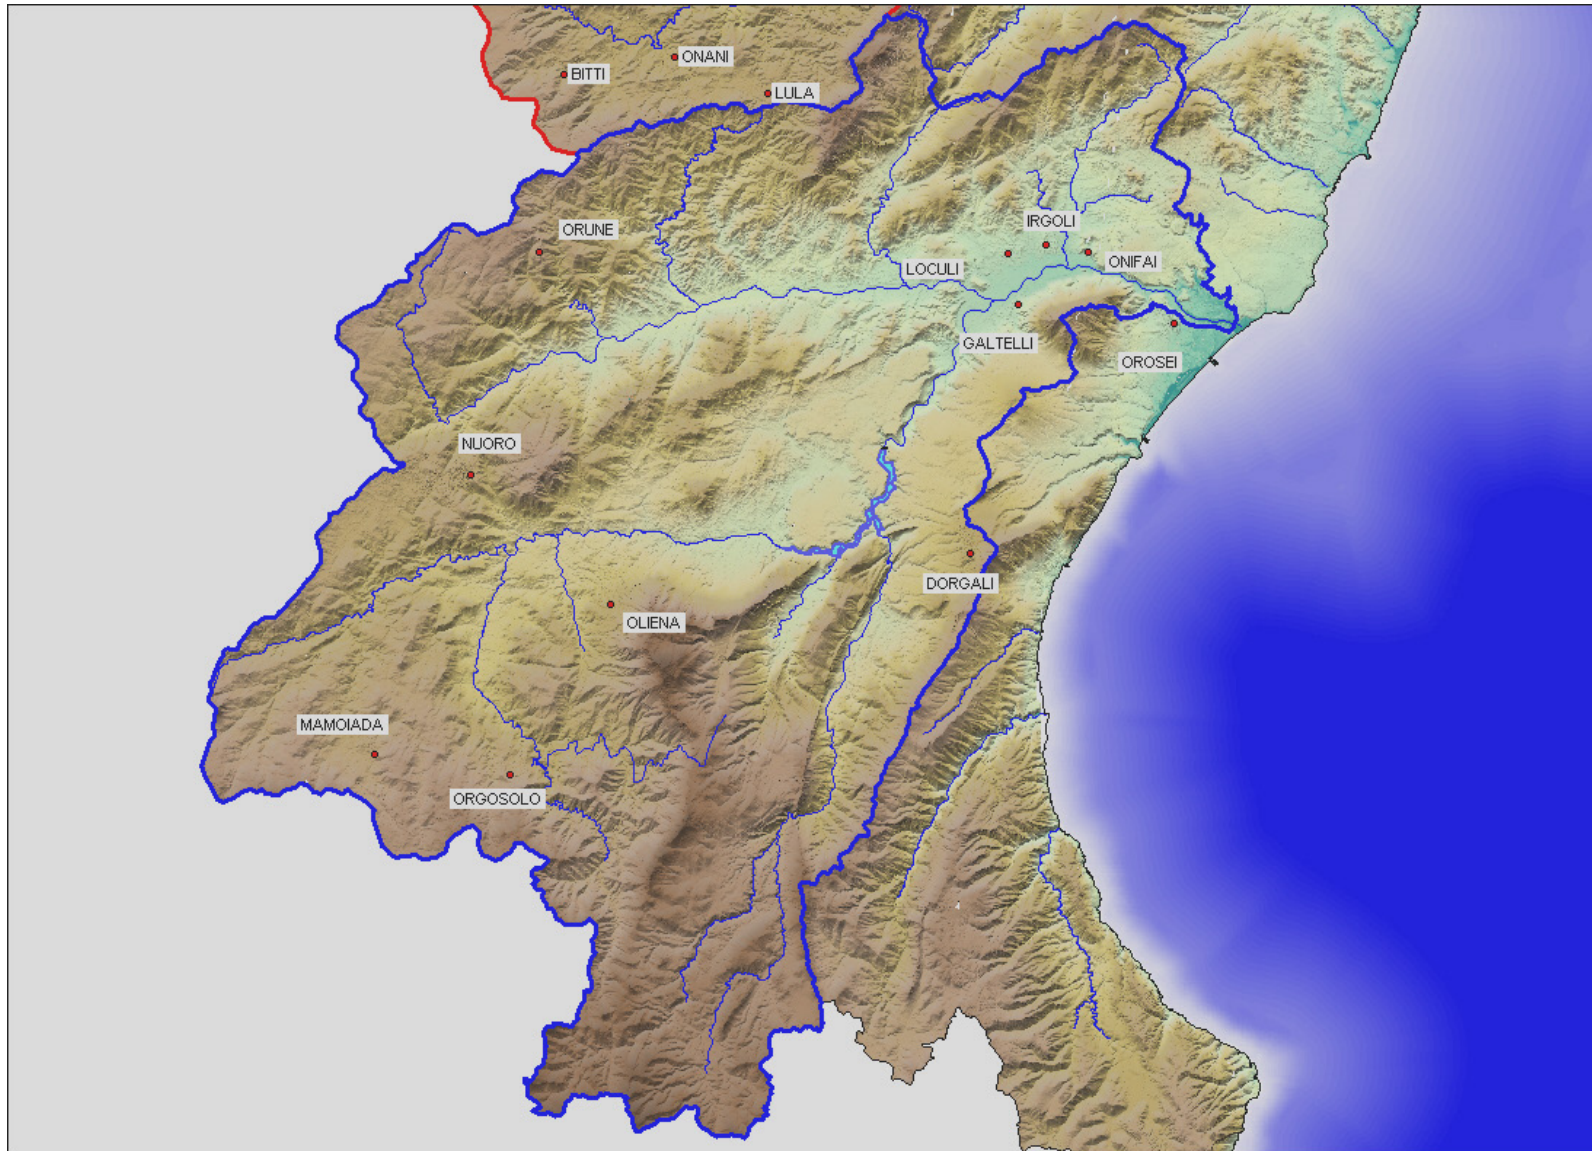 ONANI
BITTI
LULA
IRGOLI
ORUNE
ONIFAI
LOCULI
GALTELLI
OROSEI
NUORO
DORGALI
OLIENA
MAMOIADA
ORGOSOLO